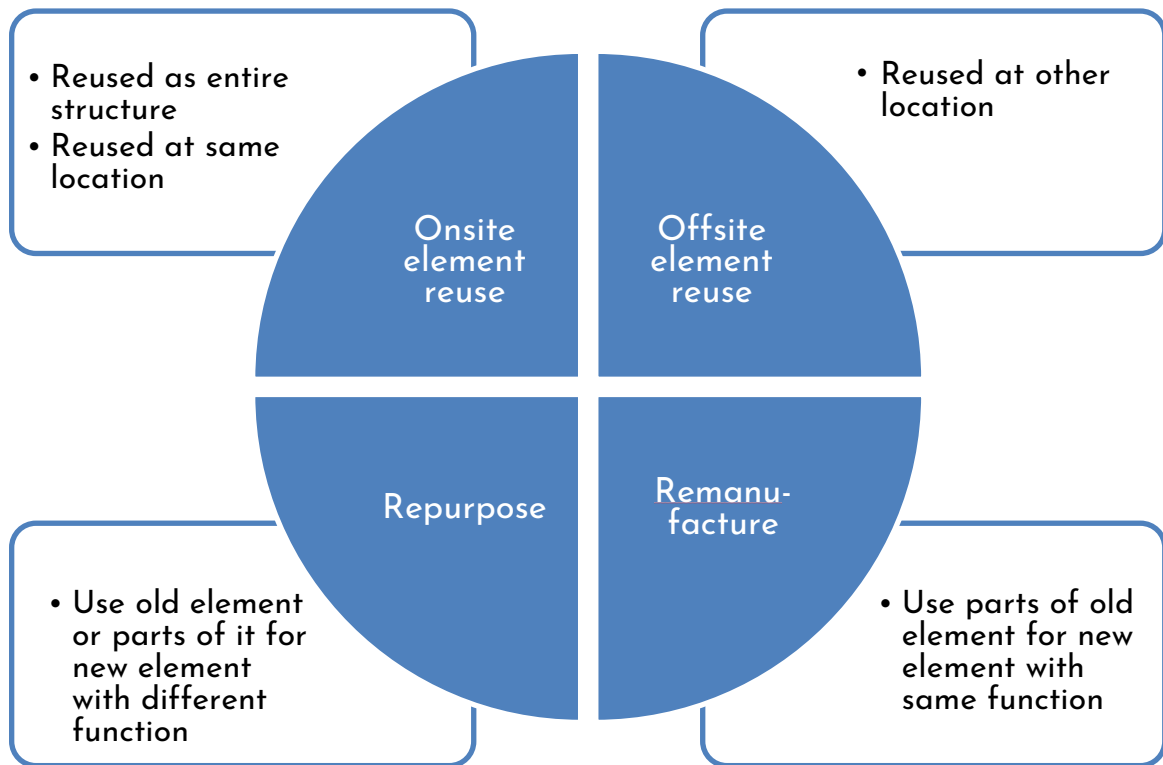 • Reused as entire
structure
• Reused at same
location
• Reused at other
location
Onsite
element
reuse
Offsite
element
reuse
Repurpose
Remanu-
facture
• Use old element
or parts of it for
new element
with different
function
• Use parts of old
element for new
element with
same function